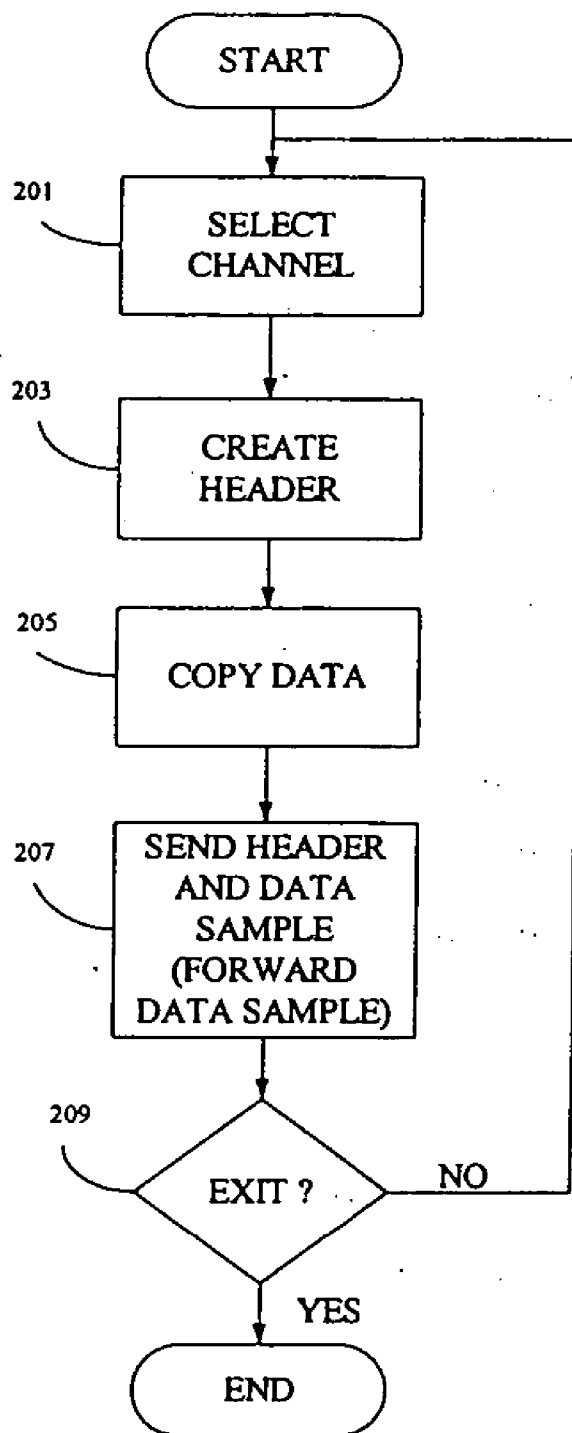 START
201
SELECT
CHANNEL
203
CREATE
HEADER
205
COPY DATA
207
SEND HEADER
AND DATA
SAMPLE
(FORWARD
DATA SAMPLE)
209
EXIT ?
NO
YES
END